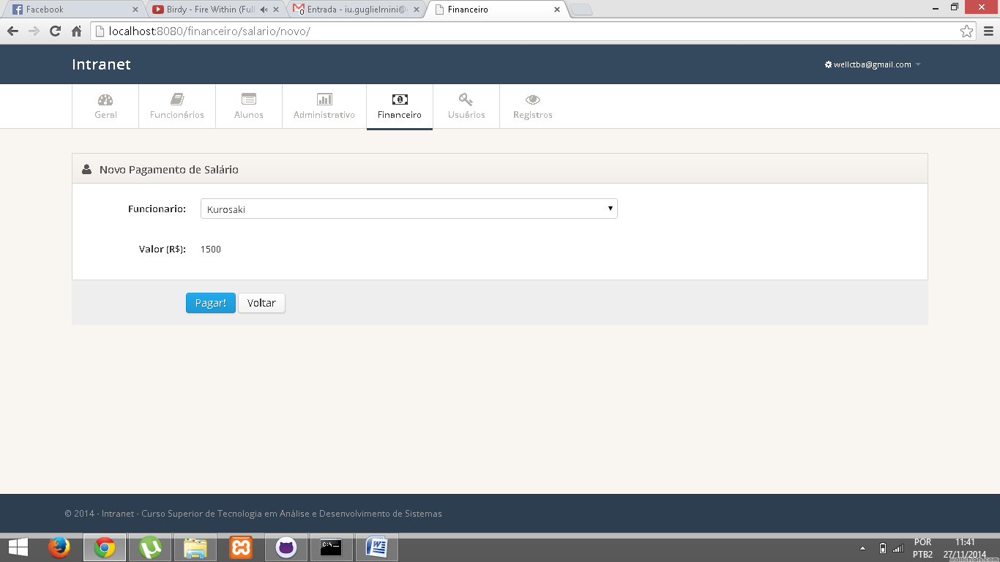 Facebook
Birdy - Fire Within (Full
Entrada - iu.guglielmini@
Financeiro
localhost:8080/financeiro/salario/novo/
Intranet
wellctba@gmail.com
Geral
Funcionários
Alunos
Administrativo
Financeiro
Usuários
Registros
Novo Pagamento de Salário
Funcionario:
Kurosaki
Valor (R$):
1500
Pagar!
Voltar
© 2014 - Intranet - Curso Superior de Tecnologia em Análise e Desenvolvimento de Sistemas
POR
11:41
PTB2
27/11/2014